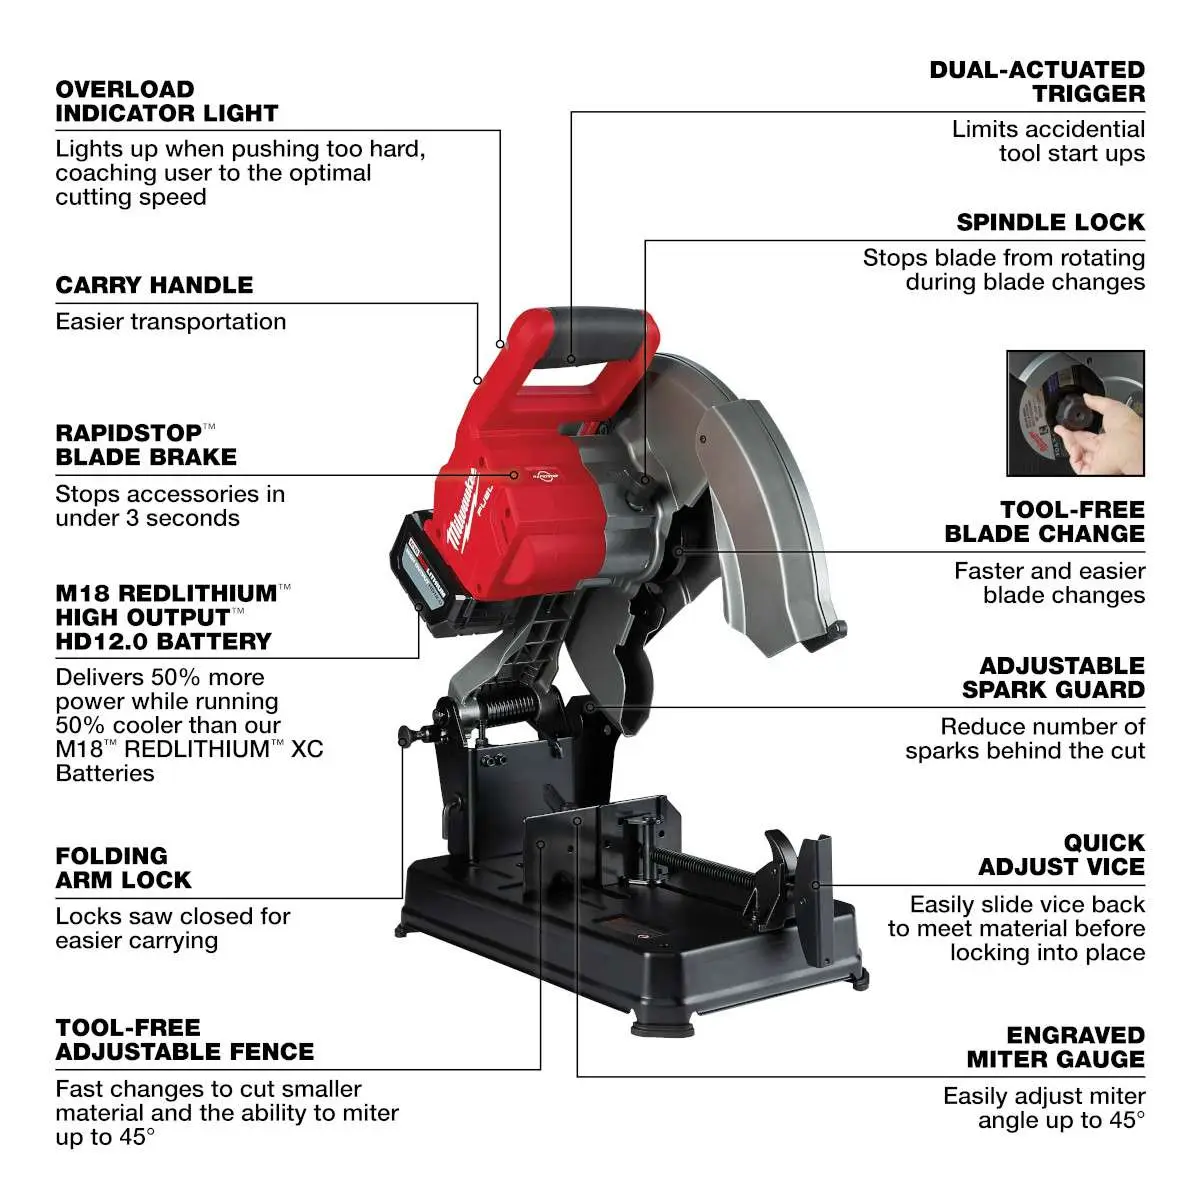 OVERLOAD
INDICATOR LIGHT
Lights up when pushing too hard,
coaching user to the optimal
cutting speed
CARRY HANDLE
Easier transportation
RAPIDSTOP™
BLADE BRAKE
Stops accessories in
under 3 seconds
M18 REDLITHIUM™
HIGH OUTPUT™
HD12.0 BATTERY
Delivers 50% more
power while running
50% cooler than our
M18™ REDLITHIUM™ XC
Batteries
FOLDING
ARM LOCK
Locks saw closed for
easier carrying
TOOL-FREE
ADJUSTABLE FENCE
Fast changes to cut smaller
material and the ability to miter
up to 45°
DUAL-ACTUATED
TRIGGER
Limits accidential
tool start ups
SPINDLE LOCK
Stops blade from rotating
during blade changes
TOOL-FREE
BLADE CHANGE
Faster and easier
blade changes
ADJUSTABLE
SPARK GUARD
Reduce number of
sparks behind the cut
QUICK
ADJUST VICE
Easily slide vice back
to meet material before
locking into place
ENGRAVED
MITER GAUGE
Easily adjust miter
angle up to 45°
Milwaukee
FUEL